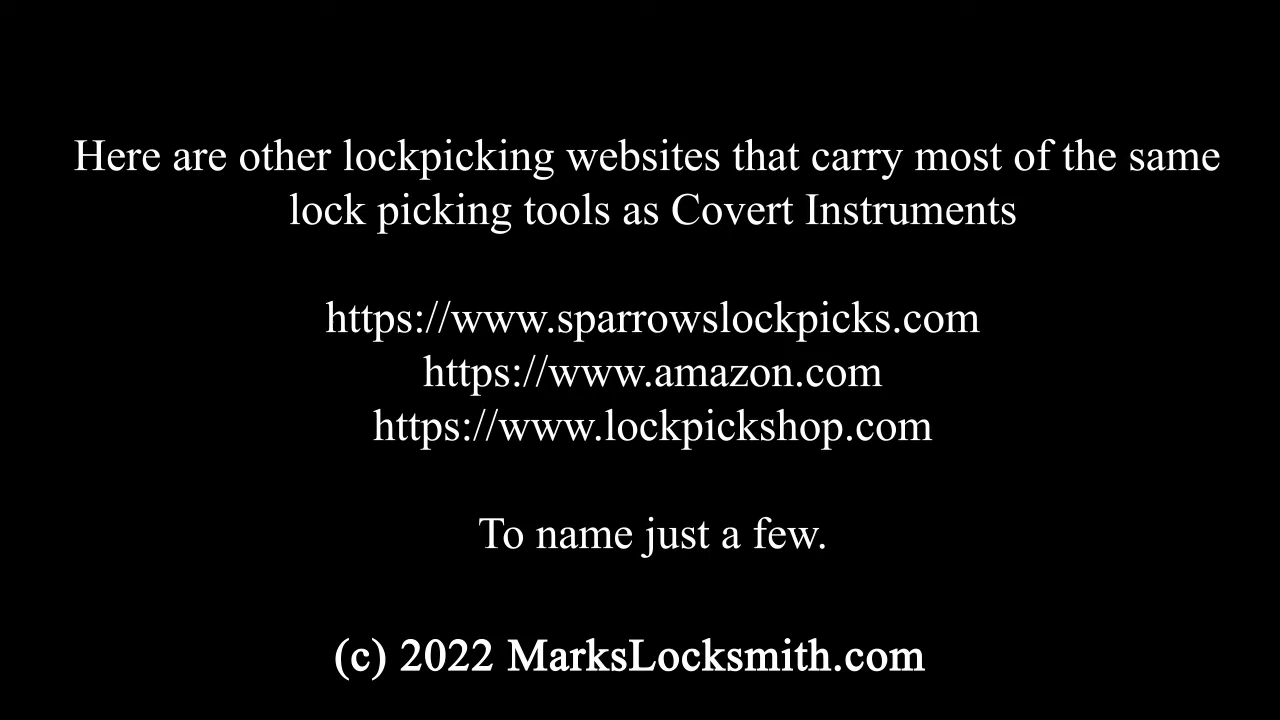 Here are other lockpicking websites that carry most of the same
lock picking tools as Covert Instruments
https://www.sparrowslockpicks.com
https://www.amazon.com
https://www.lockpickshop.com
To name just a few.
(c) 2022 MarksLocksmith.com